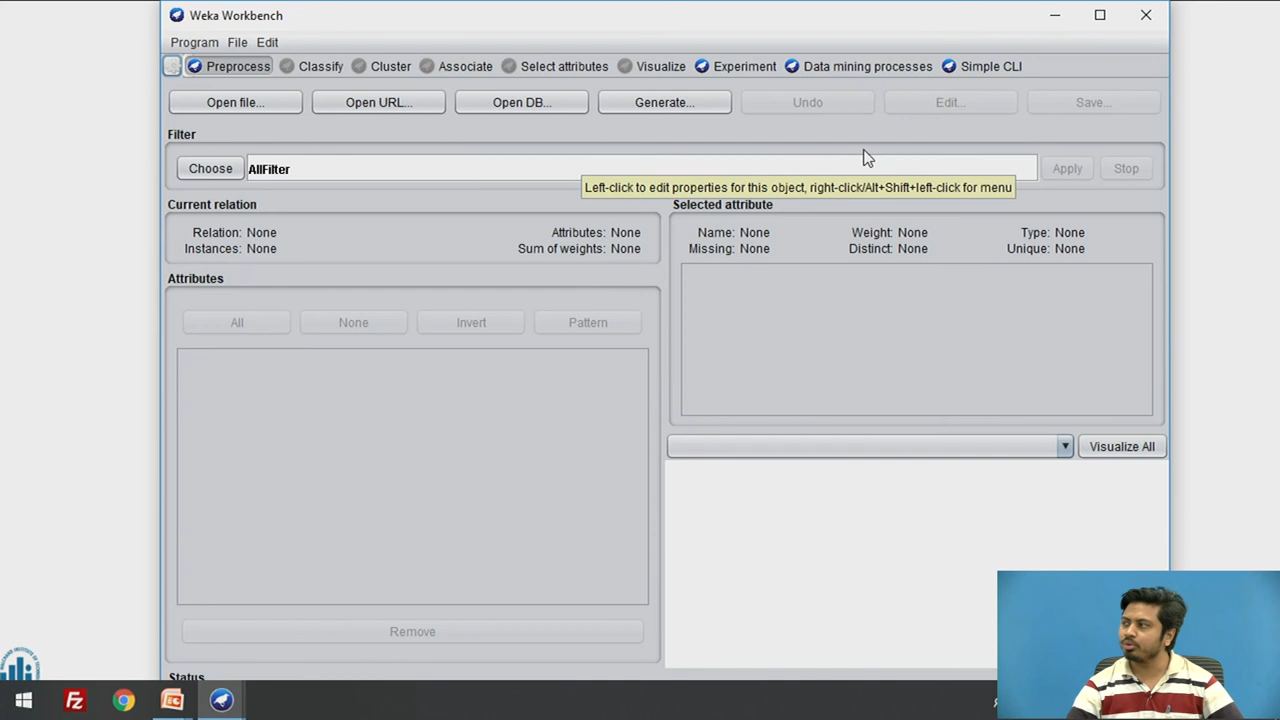 Weka Workbench
Program File Edit
Preprocess Classify Cluster Associate Select attributes Visualize Experiment Data mining processes Simple CLI
Open file... Open URL... Open DB... Generate... Undo Edit... Save...
Filter
Choose AllFilter Apply Stop
Left-click to edit properties for this object, right-click/Alt+Shift+left-click for menu
Current relation
Relation: None Attributes: None
Instances: None Sum of weights: None
Selected attribute
Name: None Weight: None Type: None
Missing: None Distinct: None Unique: None
Attributes
All None Invert Pattern
Visualize All
Remove
Status